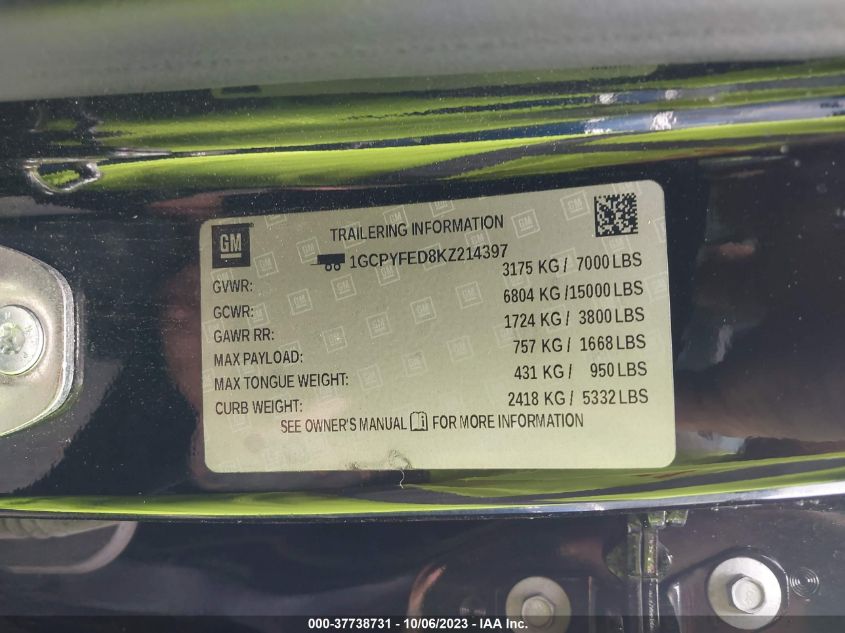 GM
TRAILERING INFORMATION
1GCPYFED8KZ214397
GVWR: 3175 KG / 7000 LBS
GCWR: 6804 KG /15000 LBS
GAWR RR: 1724 KG / 3800 LBS
MAX PAYLOAD: 757 KG / 1668 LBS
MAX TONGUE WEIGHT: 431 KG / 950 LBS
CURB WEIGHT: 2418 KG / 5332 LBS
SEE OWNER'S MANUAL FOR MORE INFORMATION
000-37738731 - 10/06/2023 - IAA Inc.